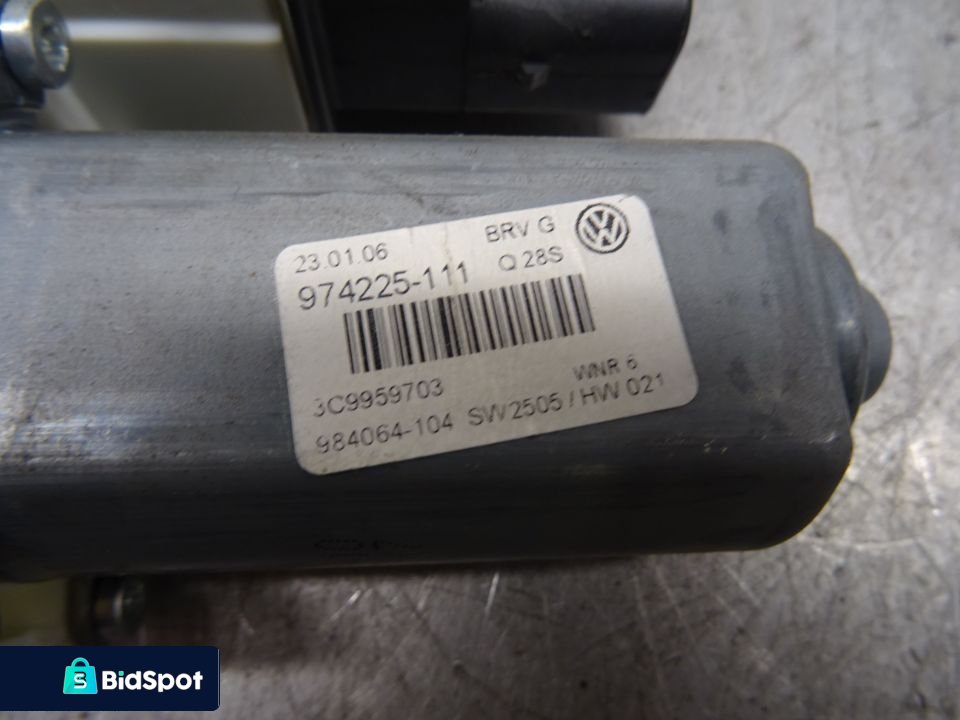 23.01.06 BRV G
974225-111 Q 28S
3C9959703 WNR 6
984064-104 SW2505 / HW 021
BidSpot